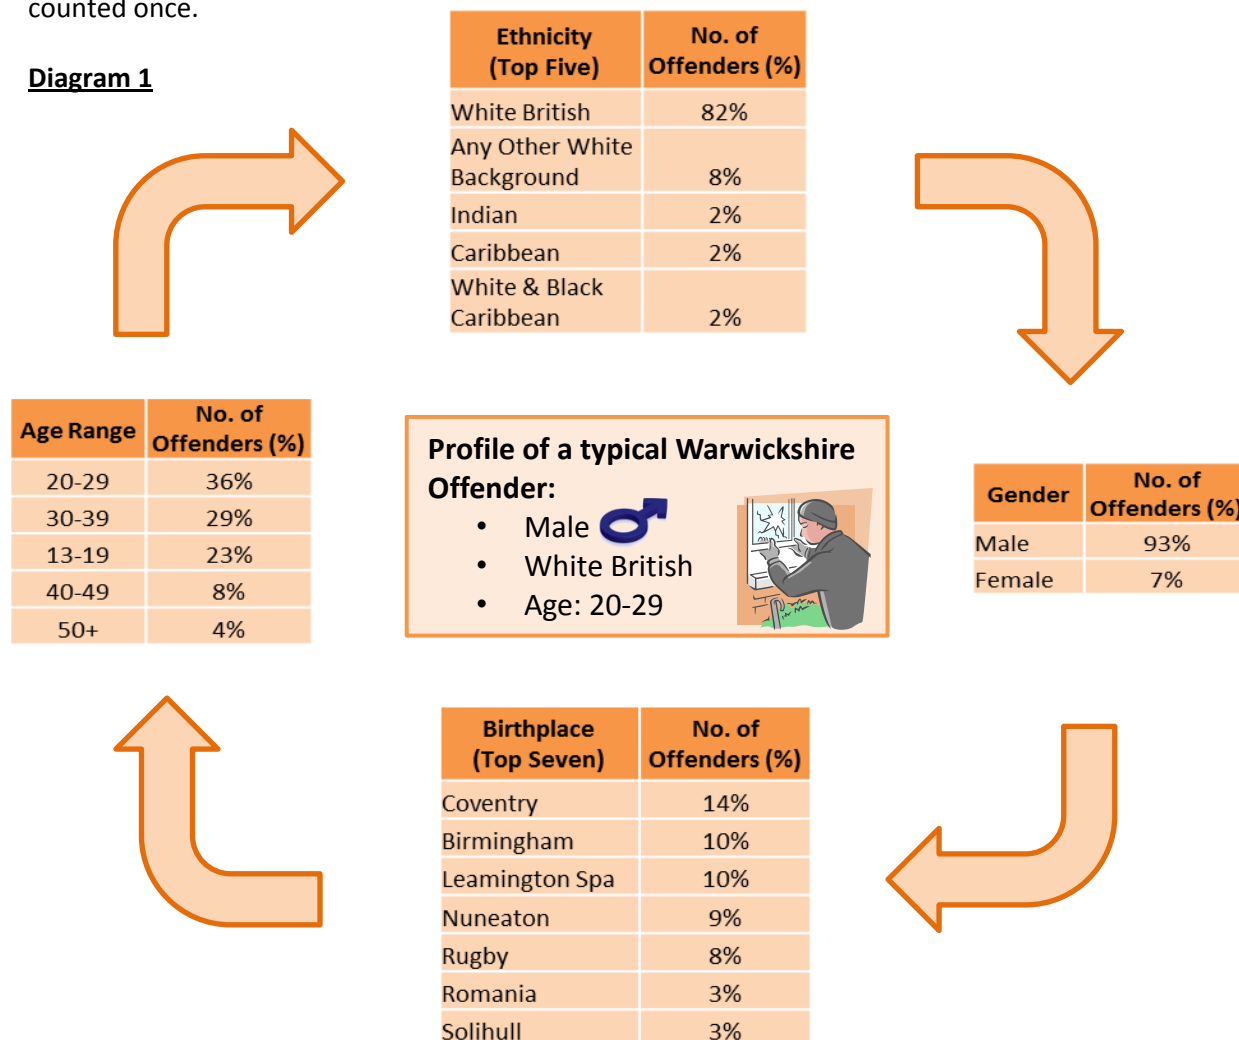 counted once.
Diagram 1
Ethnicity No. of
(Top Five) Offenders (%)
White British 82%
Any Other White
Background 8%
Indian 2%
Caribbean 2%
White & Black
Caribbean 2%
Age Range No. of
Offenders (%)
20-29 36%
30-39 29%
13-19 23%
40-49 8%
50+ 4%
Profile of a typical Warwickshire
Offender:
• Male
• White British
• Age: 20-29
Gender No. of
Offenders (%)
Male 93%
Female 7%
Birthplace No. of
(Top Seven) Offenders (%)
Coventry 14%
Birmingham 10%
Leamington Spa 10%
Nuneaton 9%
Rugby 8%
Romania 3%
Solihull 3%